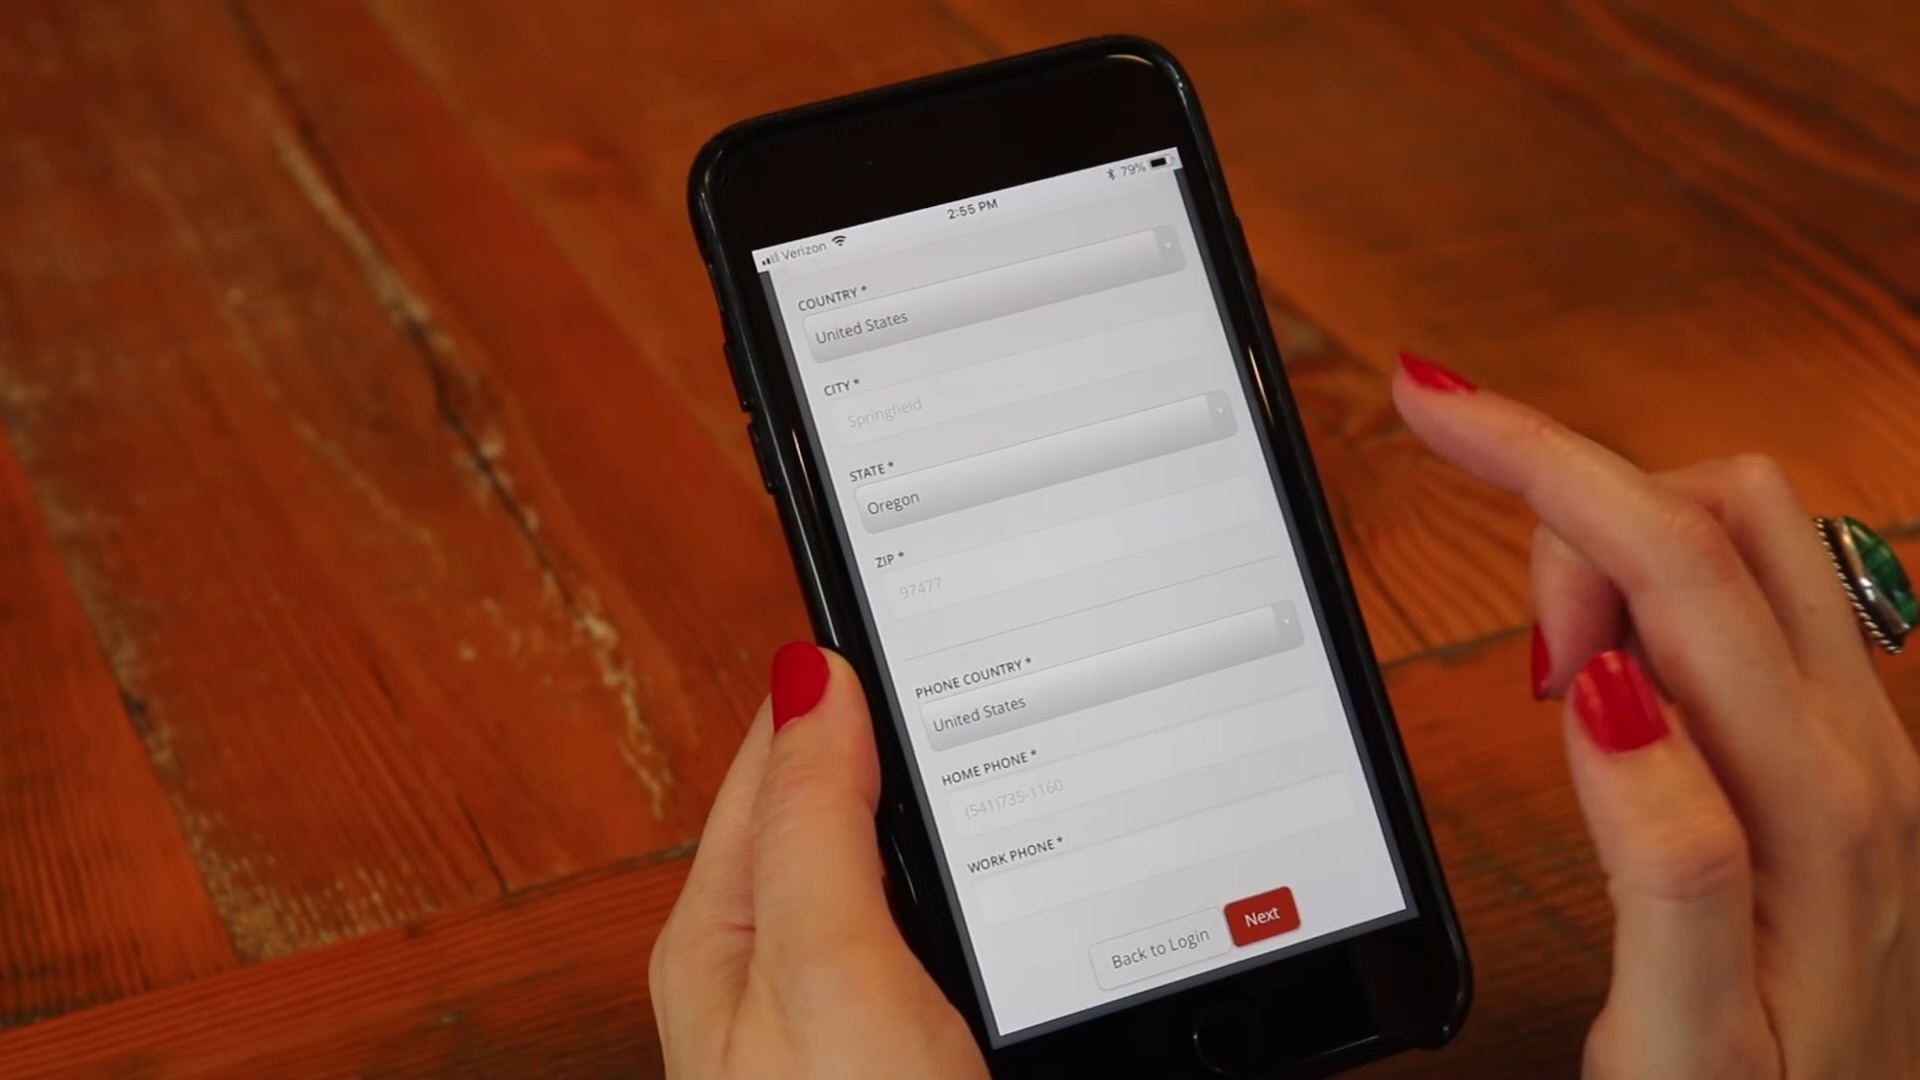 Verizon 2:55 PM 79%
COUNTRY *
United States
CITY *
Springfield
STATE *
Oregon
ZIP *
97477
PHONE COUNTRY *
United States
HOME PHONE *
(541)735-1160
WORK PHONE *
Back to Login Next